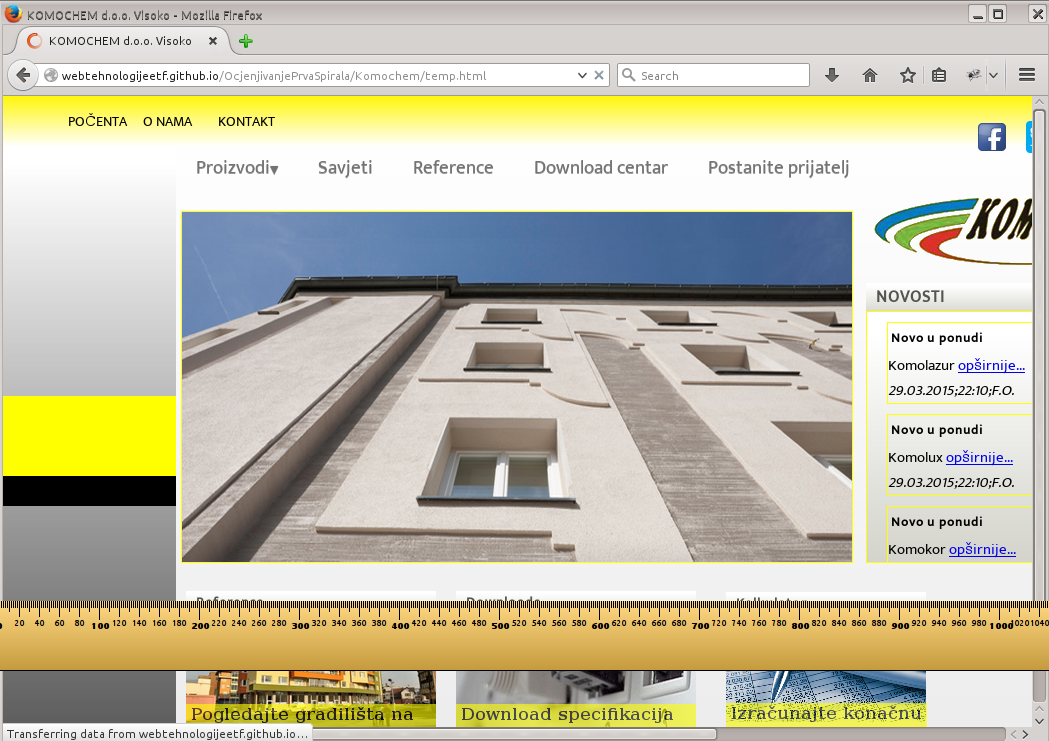 KOMOCHEM d.o.o. Visoko - Mozilla Firefox
KOMOCHEM d.o.o. Visoko
webtehnologijeetf.github.io/OcjenjivanjePrvaSpirala/Komochem/temp.html
Search
POČENTA O NAMA KONTAKT
Proizvodi▾ Savjeti Reference Download centar Postanite prijatelj
KOM
NOVOSTI
Novo u ponudi
Komolazur opširnije...
29.03.2015;22:10;F.O.
Novo u ponudi
Komolux opširnije...
29.03.2015;22:10;F.O.
Novo u ponudi
Komokor opširnije...
20 40 60 80 100 120 140 160 180 200 220 240 260 280 300 320 340 360 380 400 420 440 460 480 500 520 540 560 580 600 620 640 660 680 700 720 740 760 780 800 820 840 860 880 900 920 940 960 980 1000 1020 1040
Pogledajte gradilišta na Download specifikacija Izračunajte konačnu
Transferring data from webtehnologijeetf.github.io...